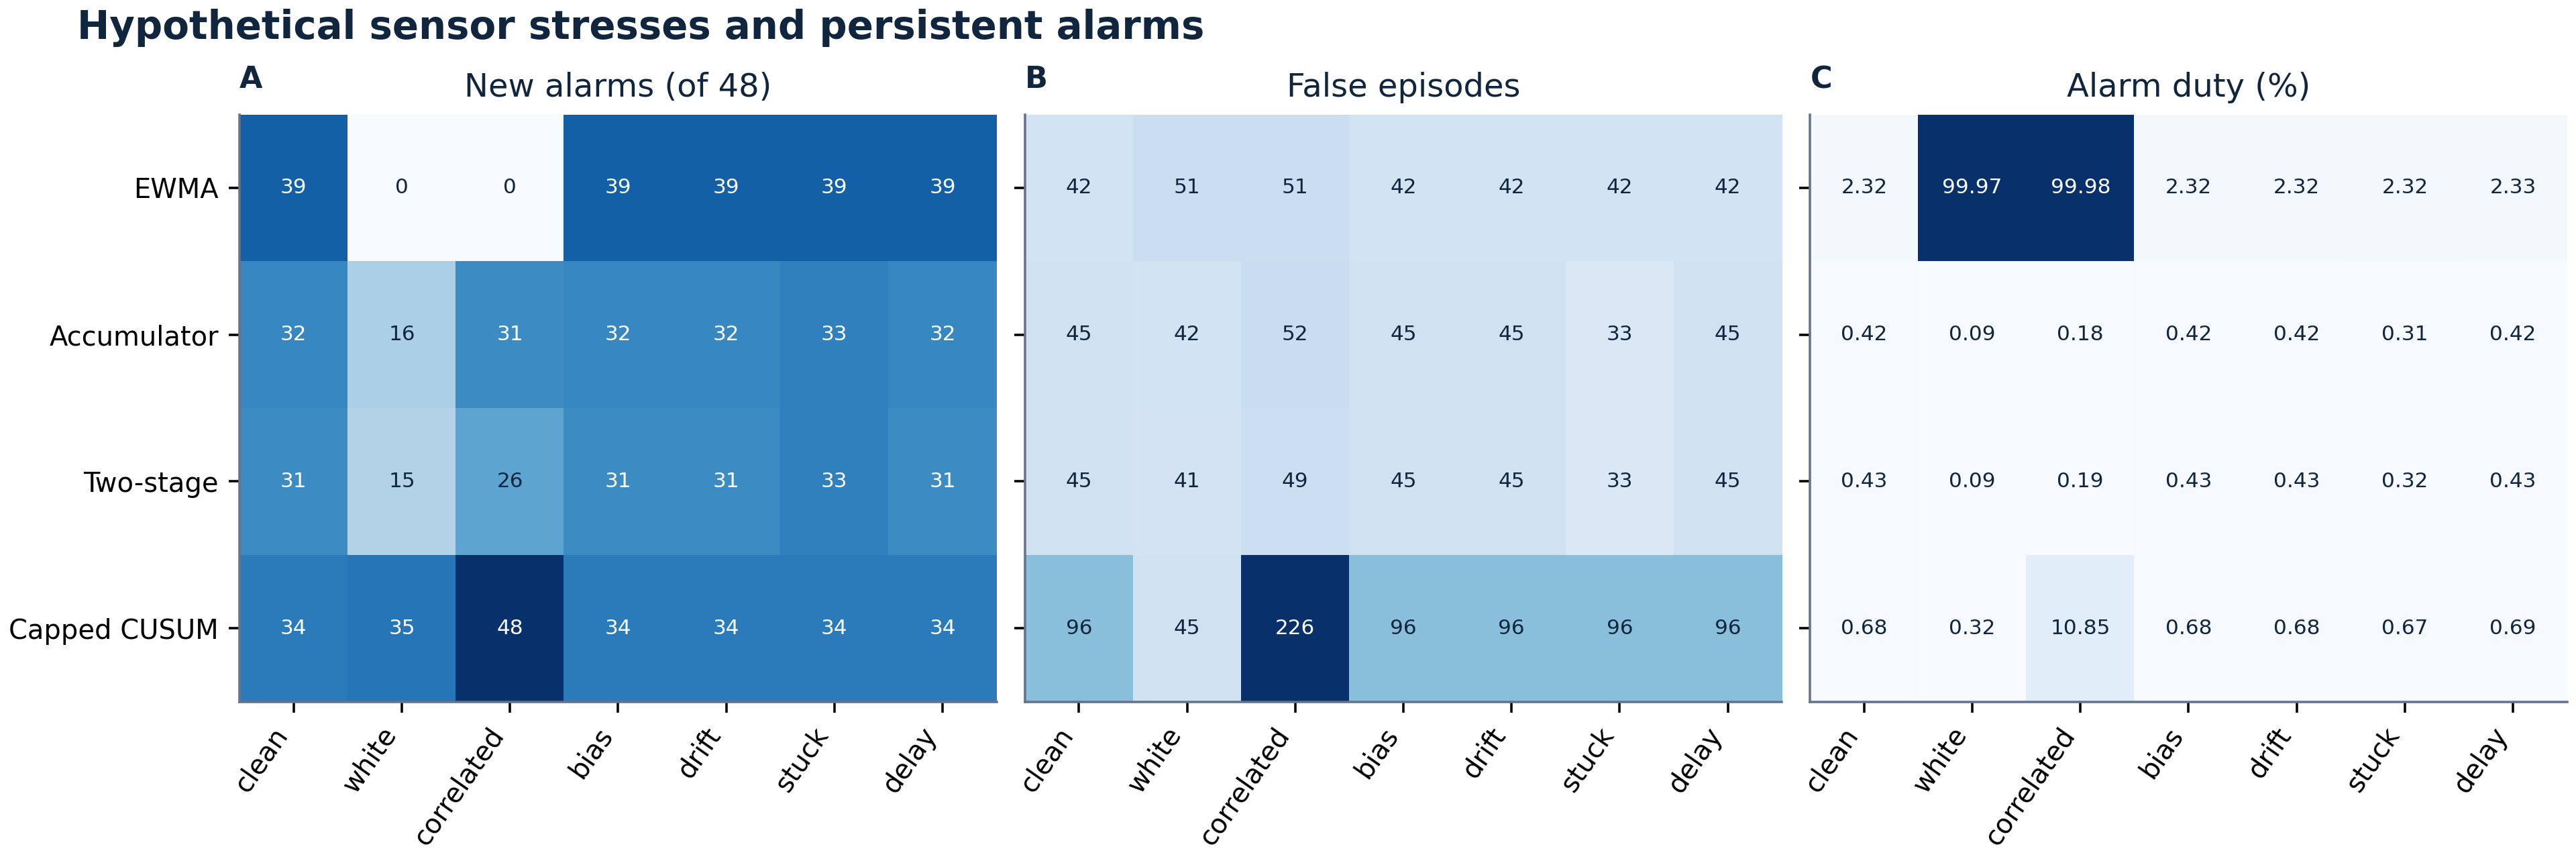 Hypothetical sensor stresses and persistent alarms
A New alarms (of 48)
B False episodes
C Alarm duty (%)
EWMA 39 0 0 39 39 39 39 42 51 51 42 42 42 42 2.32 99.97 99.98 2.32 2.32 2.32 2.33
Accumulator 32 16 31 32 32 33 32 45 42 52 45 45 33 45 0.42 0.09 0.18 0.42 0.42 0.31 0.42
Two-stage 31 15 26 31 31 33 31 45 41 49 45 45 33 45 0.43 0.09 0.19 0.43 0.43 0.32 0.43
Capped CUSUM 34 35 48 34 34 34 34 96 45 226 96 96 96 96 0.68 0.32 10.85 0.68 0.68 0.67 0.69
clean white correlated bias drift stuck delay clean white correlated bias drift stuck delay clean white correlated bias drift stuck delay